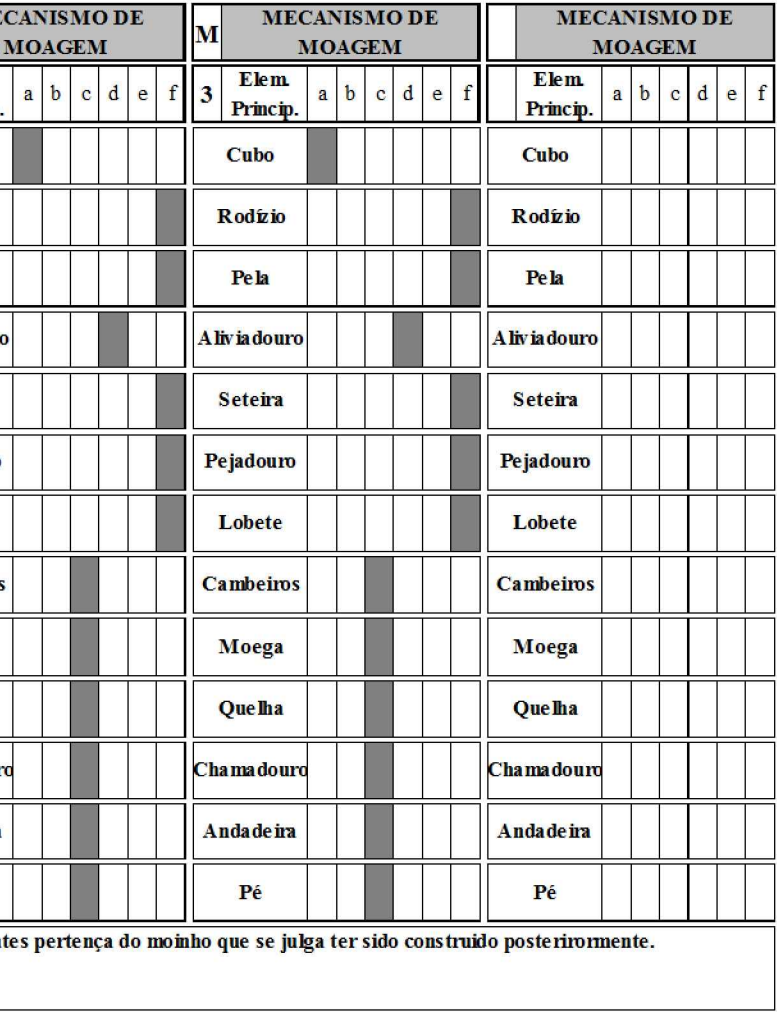 MECANISMO DE M MECANISMO DE MECANISMO DE
MOAGEM MOAGEM MOAGEM
a b c d e f 3 Elem. Princip. a b c d e f Elem. Princip. a b c d e f
Cubo Cubo
Rodízio Rodízio
Pela Pela
Aliviadouro Aliviadouro
Seteira Seteira
Pejadouro Pejadouro
Lobete Lobete
Cambeiros Cambeiros
Moega Moega
Quelha Quelha
Chamadouro Chamadouro
Andadeira Andadeira
Pé Pé
pertença do moinho que se julga ter sido construido posterirormente.